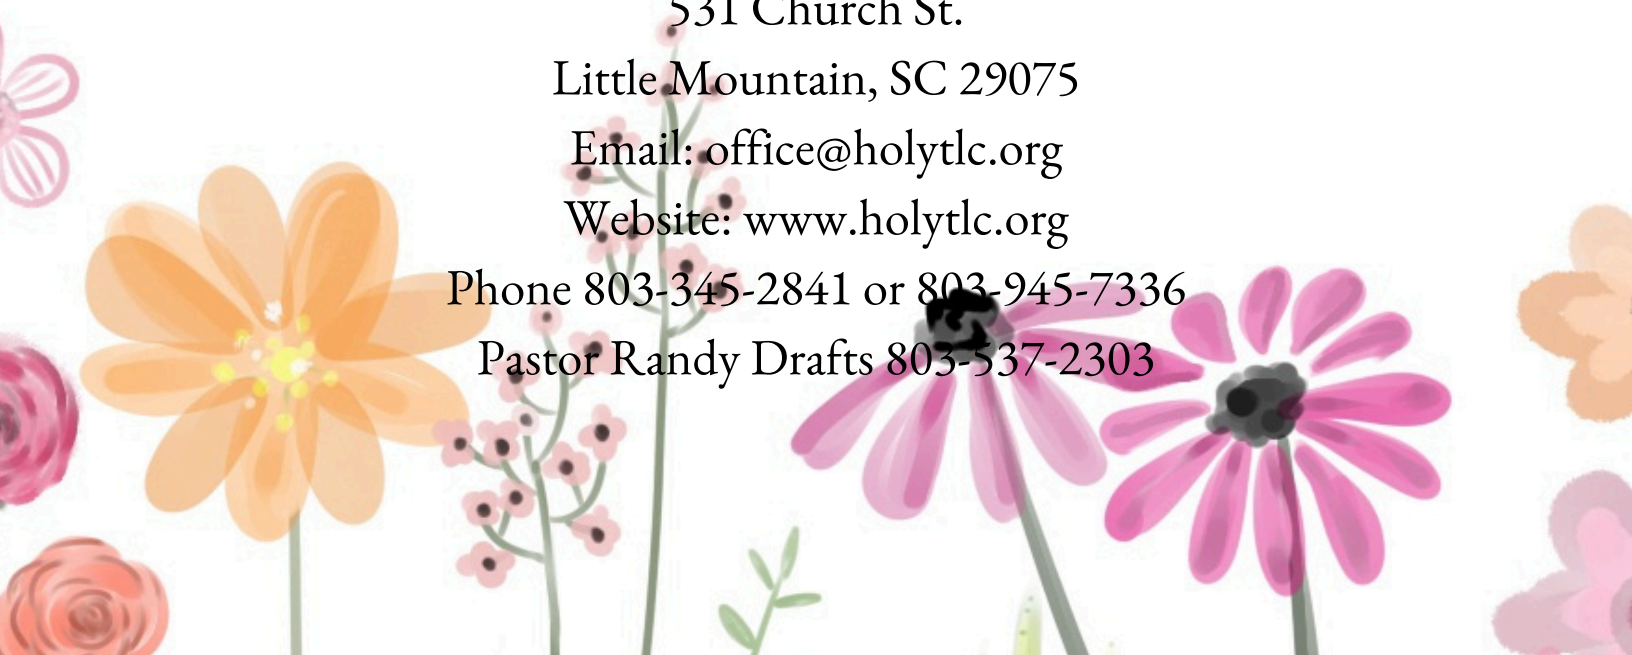 531 Church St.
Little Mountain, SC 29075
Email: office@holytlc.org
Website: www.holytlc.org
Phone 803-345-2841 or 803-945-7336
Pastor Randy Drafts 803-537-2303